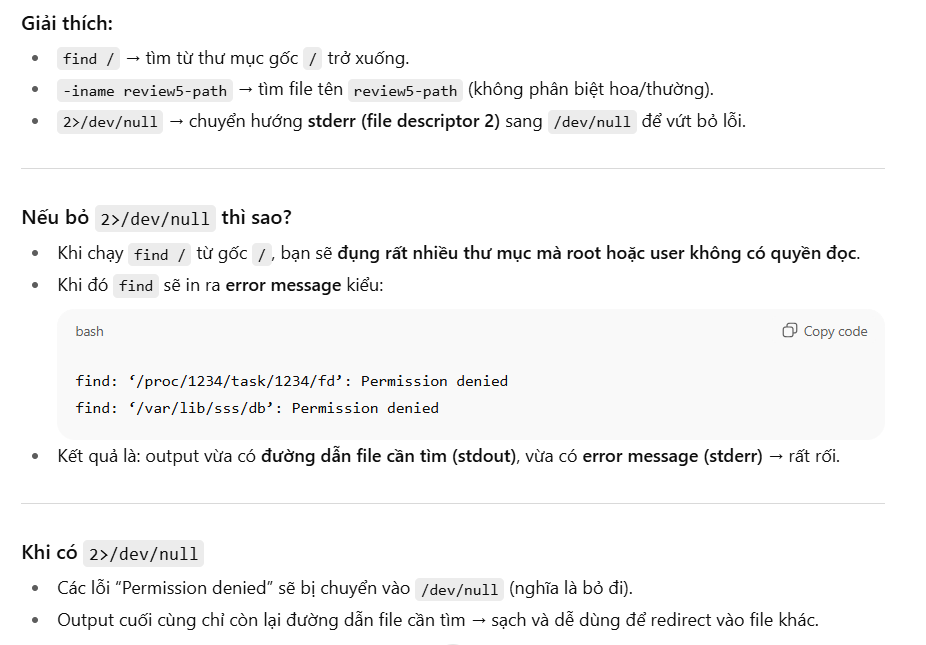 Giải thích:
find / → tìm từ thư mục gốc / trở xuống.
-iname review5-path → tìm file tên review5-path (không phân biệt hoa/thường).
2>/dev/null → chuyển hướng stderr (file descriptor 2) sang /dev/null để vứt bỏ lỗi.
Nếu bỏ 2>/dev/null thì sao?
Khi chạy find / từ gốc /, bạn sẽ đụng rất nhiều thư mục mà root hoặc user không có quyền đọc.
Khi đó find sẽ in ra error message kiểu:
bash
Copy code
find: ‘/proc/1234/task/1234/fd’: Permission denied
find: ‘/var/lib/sss/db’: Permission denied
Kết quả là: output vừa có đường dẫn file cần tìm (stdout), vừa có error message (stderr) → rất rối.
Khi có 2>/dev/null
Các lỗi “Permission denied” sẽ bị chuyển vào /dev/null (nghĩa là bỏ đi).
Output cuối cùng chỉ còn lại đường dẫn file cần tìm → sạch và dễ dùng để redirect vào file khác.